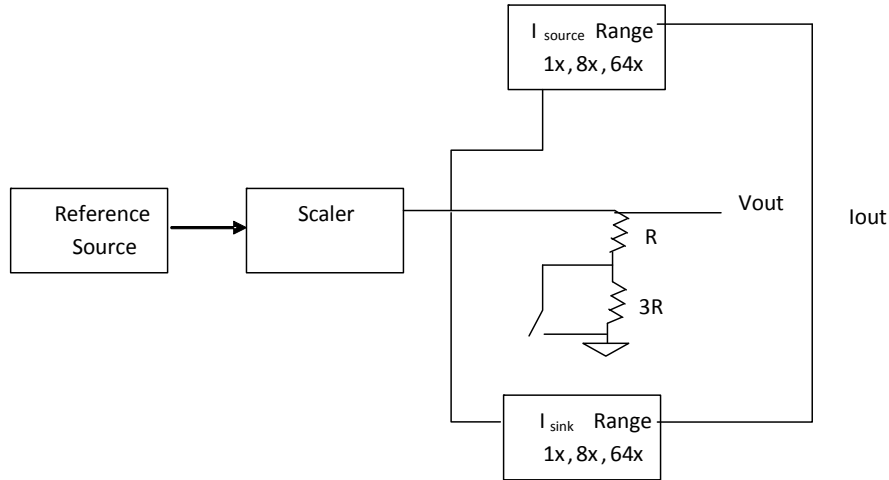 I source Range
1x, 8x, 64x
Reference
Source
Scaler
Vout
Iout
R
3R
I sink Range
1x, 8x, 64x